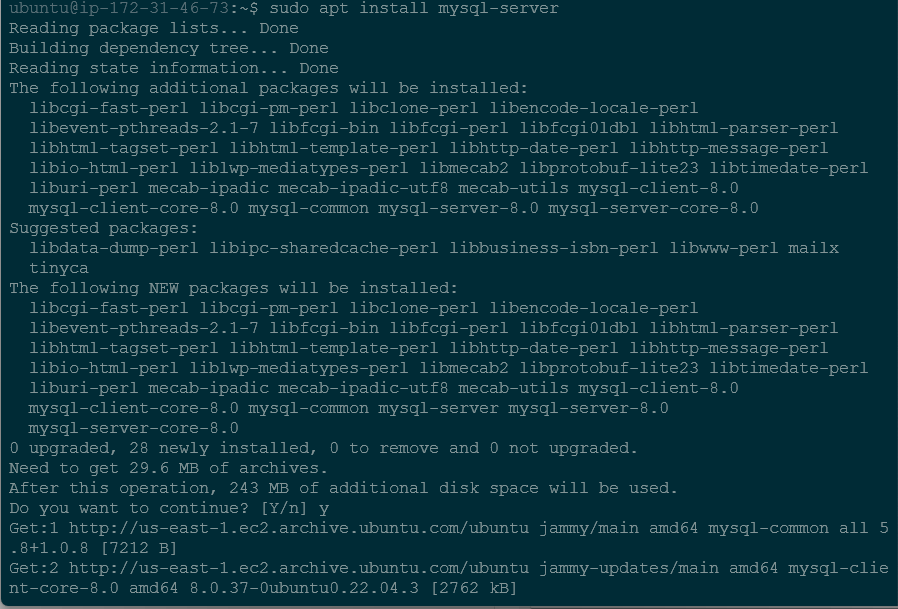 ubuntu@ip-172-31-46-73:~$ sudo apt install mysql-server
Reading package lists... Done
Building dependency tree... Done
Reading state information... Done
The following additional packages will be installed:
  libcgi-fast-perl libcgi-pm-perl libclone-perl libencode-locale-perl
  libevent-pthreads-2.1-7 libfcgi-bin libfcgi-perl libfcgi0ldbl libhtml-parser-perl
  libhtml-tagset-perl libhtml-template-perl libhttp-date-perl libhttp-message-perl
  libio-html-perl liblwp-mediatypes-perl libmecab2 libprotobuf-lite23 libtimedate-perl
  liburi-perl mecab-ipadic mecab-ipadic-utf8 mecab-utils mysql-client-8.0
  mysql-client-core-8.0 mysql-common mysql-server-8.0 mysql-server-core-8.0
Suggested packages:
  libdata-dump-perl libipc-sharedcache-perl libbusiness-isbn-perl libwww-perl mailx
  tinyca
The following NEW packages will be installed:
  libcgi-fast-perl libcgi-pm-perl libclone-perl libencode-locale-perl
  libevent-pthreads-2.1-7 libfcgi-bin libfcgi-perl libfcgi0ldbl libhtml-parser-perl
  libhtml-tagset-perl libhtml-template-perl libhttp-date-perl libhttp-message-perl
  libio-html-perl liblwp-mediatypes-perl libmecab2 libprotobuf-lite23 libtimedate-perl
  liburi-perl mecab-ipadic mecab-ipadic-utf8 mecab-utils mysql-client-8.0
  mysql-client-core-8.0 mysql-common mysql-server mysql-server-8.0
  mysql-server-core-8.0
0 upgraded, 28 newly installed, 0 to remove and 0 not upgraded.
Need to get 29.6 MB of archives.
After this operation, 243 MB of additional disk space will be used.
Do you want to continue? [Y/n] y
Get:1 http://us-east-1.ec2.archive.ubuntu.com/ubuntu jammy/main amd64 mysql-common all 5
.8+1.0.8 [7212 B]
Get:2 http://us-east-1.ec2.archive.ubuntu.com/ubuntu jammy-updates/main amd64 mysql-clie
nt-core-8.0 amd64 8.0.37-0ubuntu0.22.04.3 [2762 kB]